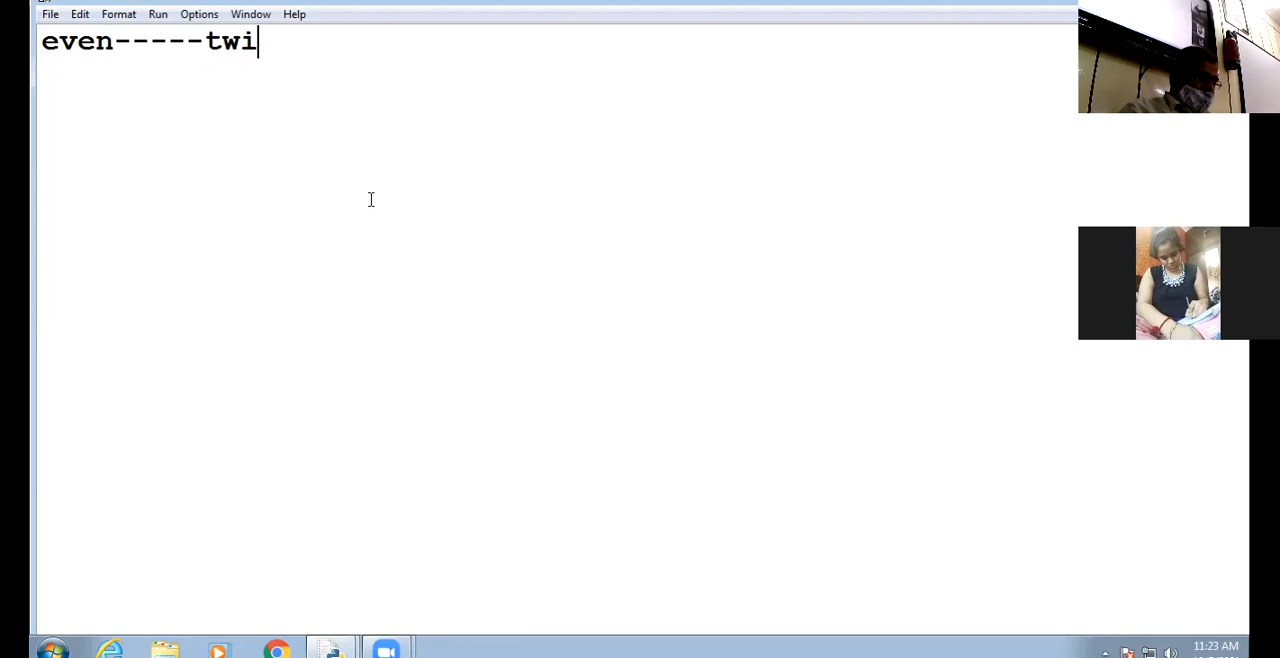 File Edit Format Run Options Window Help
even-----twi
11:23 AM